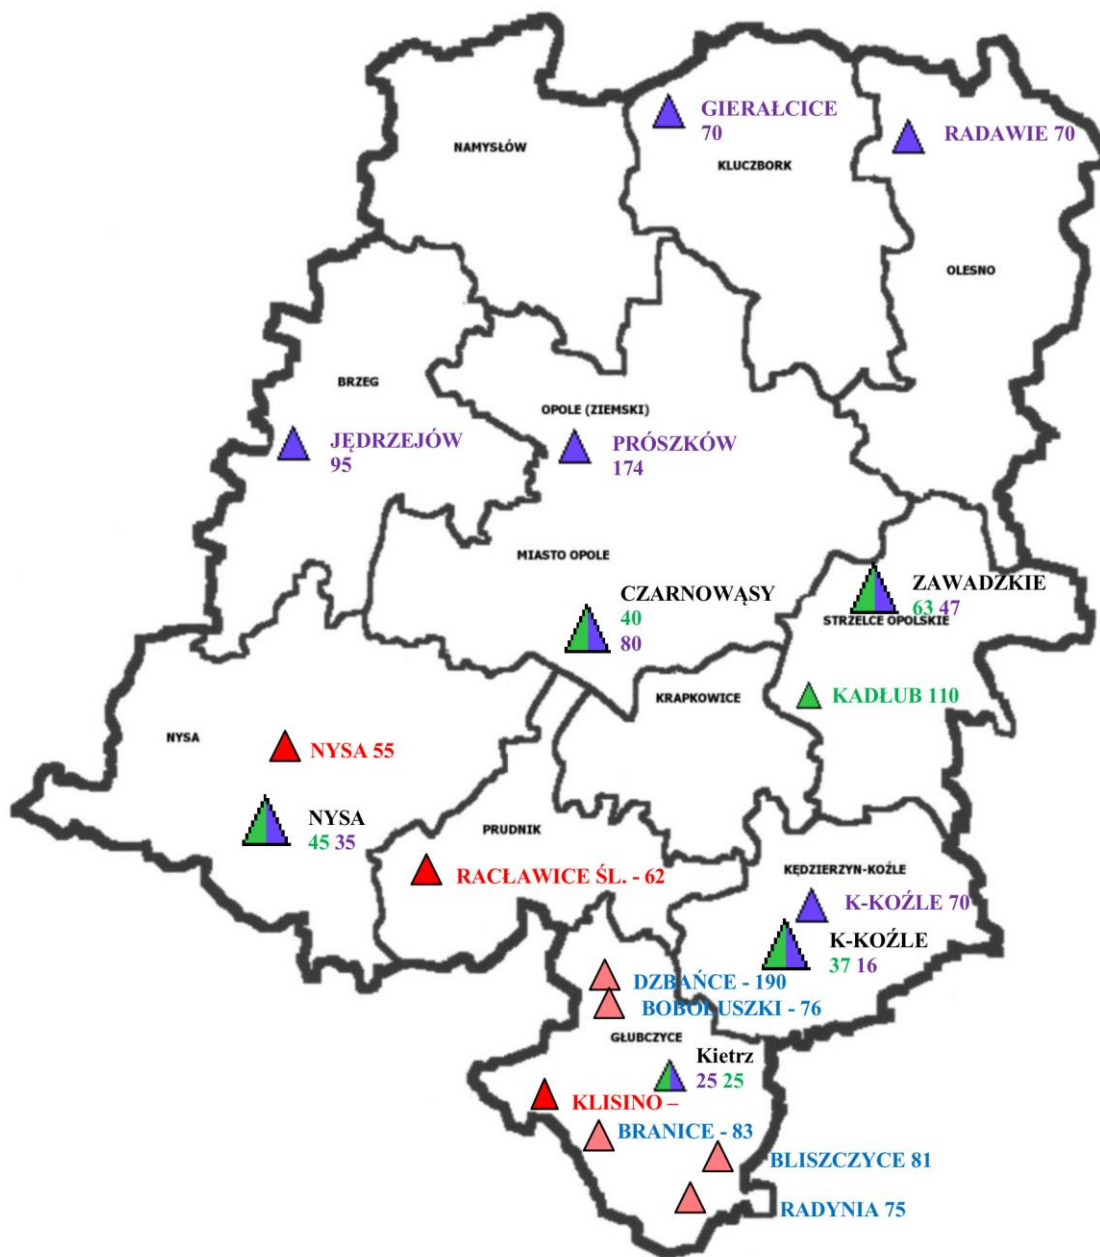 GIERAŁCICE
70
RADAWIE 70
NAMYSŁÓW
KLUCZBORK
OLESNO
BRZEG
OPOLE (ZIEMSKI)
JĘDRZEJÓW
95
PRÓSZKÓW
174
MIASTO OPOLE
CZARNOWĄSY
40
80
ZAWADZKIE
63 47
STRZELCE OPOLSKIE
KRAPKOWICE
KADŁUB 110
NYSA
NYSA 55
NYSA
45 35
PRUDNIK
RACŁAWICE ŚL. - 62
KĘDZIERZYN-KOŹLE
K-KOŹLE 70
K-KOŹLE
37 16
DZBAŃCE - 190
BOBOLUSZKI - 76
GŁUBCZYCE
Kietrz
25 25
KLISINO –
BRANICE - 83
BLISZCZYCE 81
RADYNIA 75